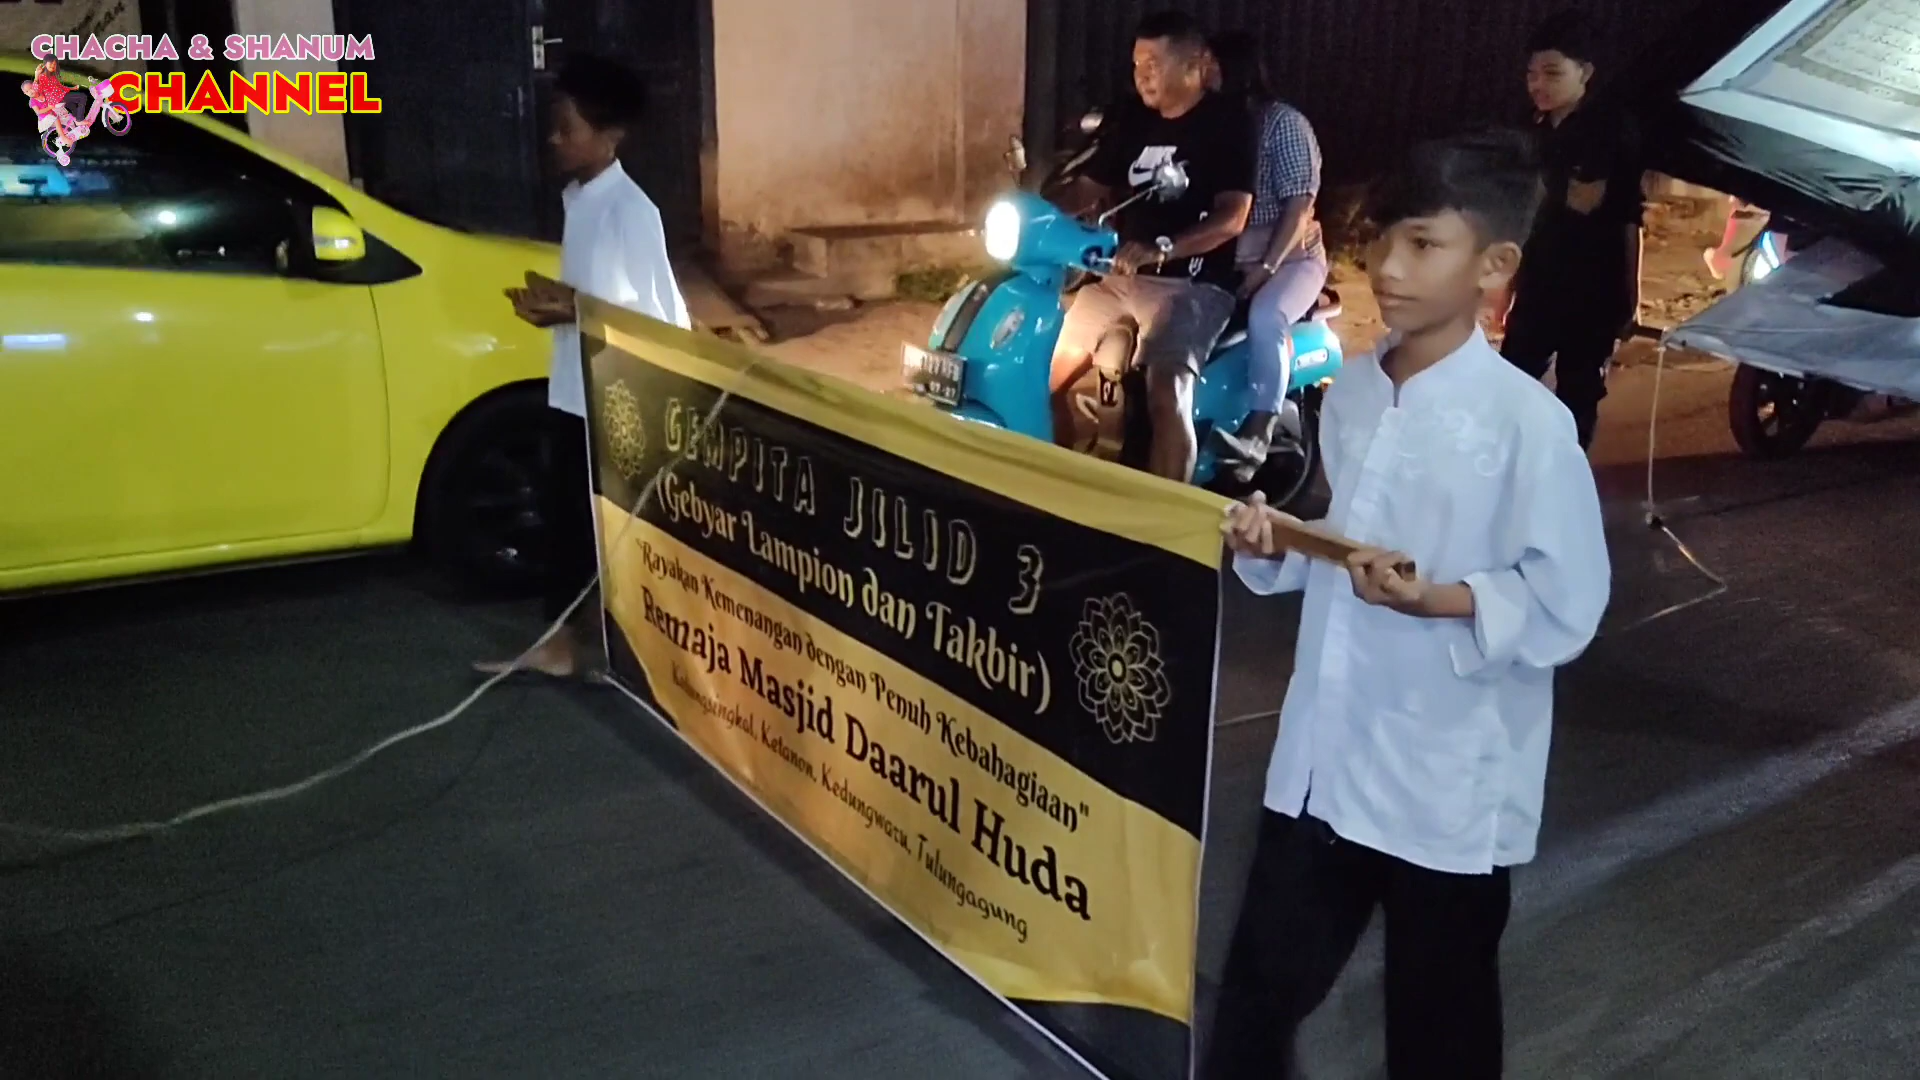 CHACHA & SHANUM
CHANNEL
GEMPITA JILID 3
(Gebyar Lampion dan Takbir)
"Rayakan Kemenangan dengan Penuh Kebahagiaan"
Remaja Masjid Daarul Huda
Kedungsingkal, Ketanon, Kedungwaru, Tulungagung